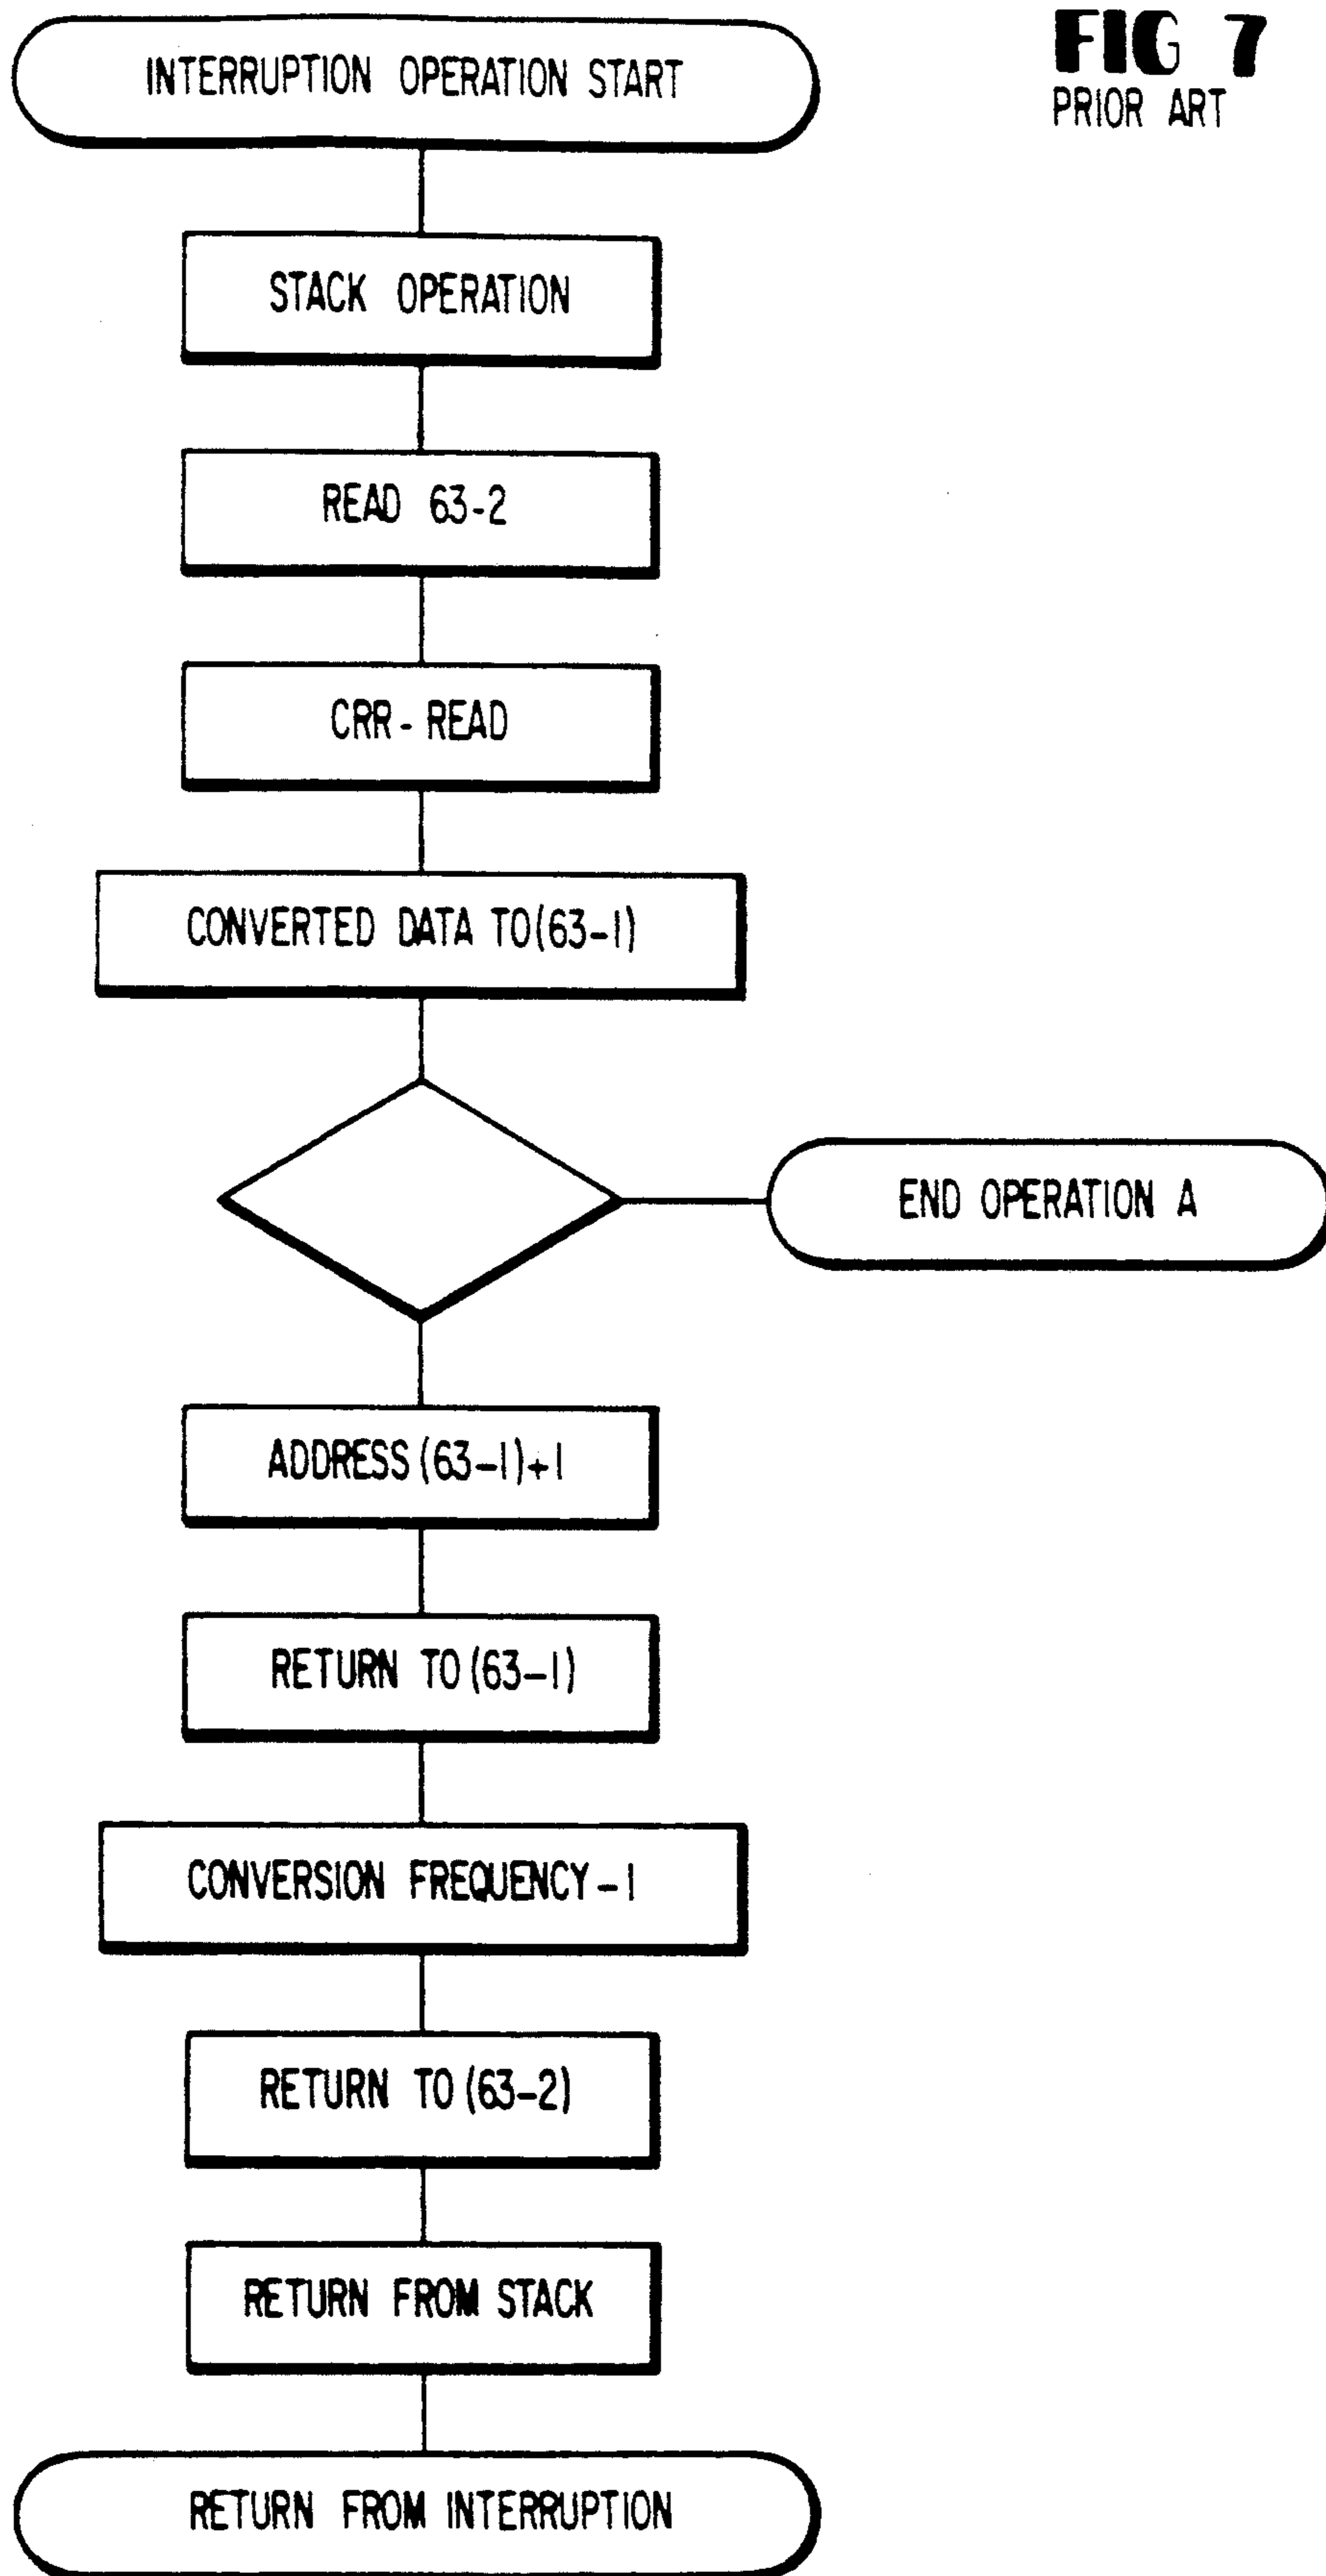 FIG 7
PRIOR ART
INTERRUPTION OPERATION START
STACK OPERATION
READ 63-2
CRR-READ
CONVERTED DATA TO(63-1)
END OPERATION A
ADDRESS(63-1)+1
RETURN TO(63-1)
CONVERSION FREQUENCY-1
RETURN TO(63-2)
RETURN FROM STACK
RETURN FROM INTERRUPTION